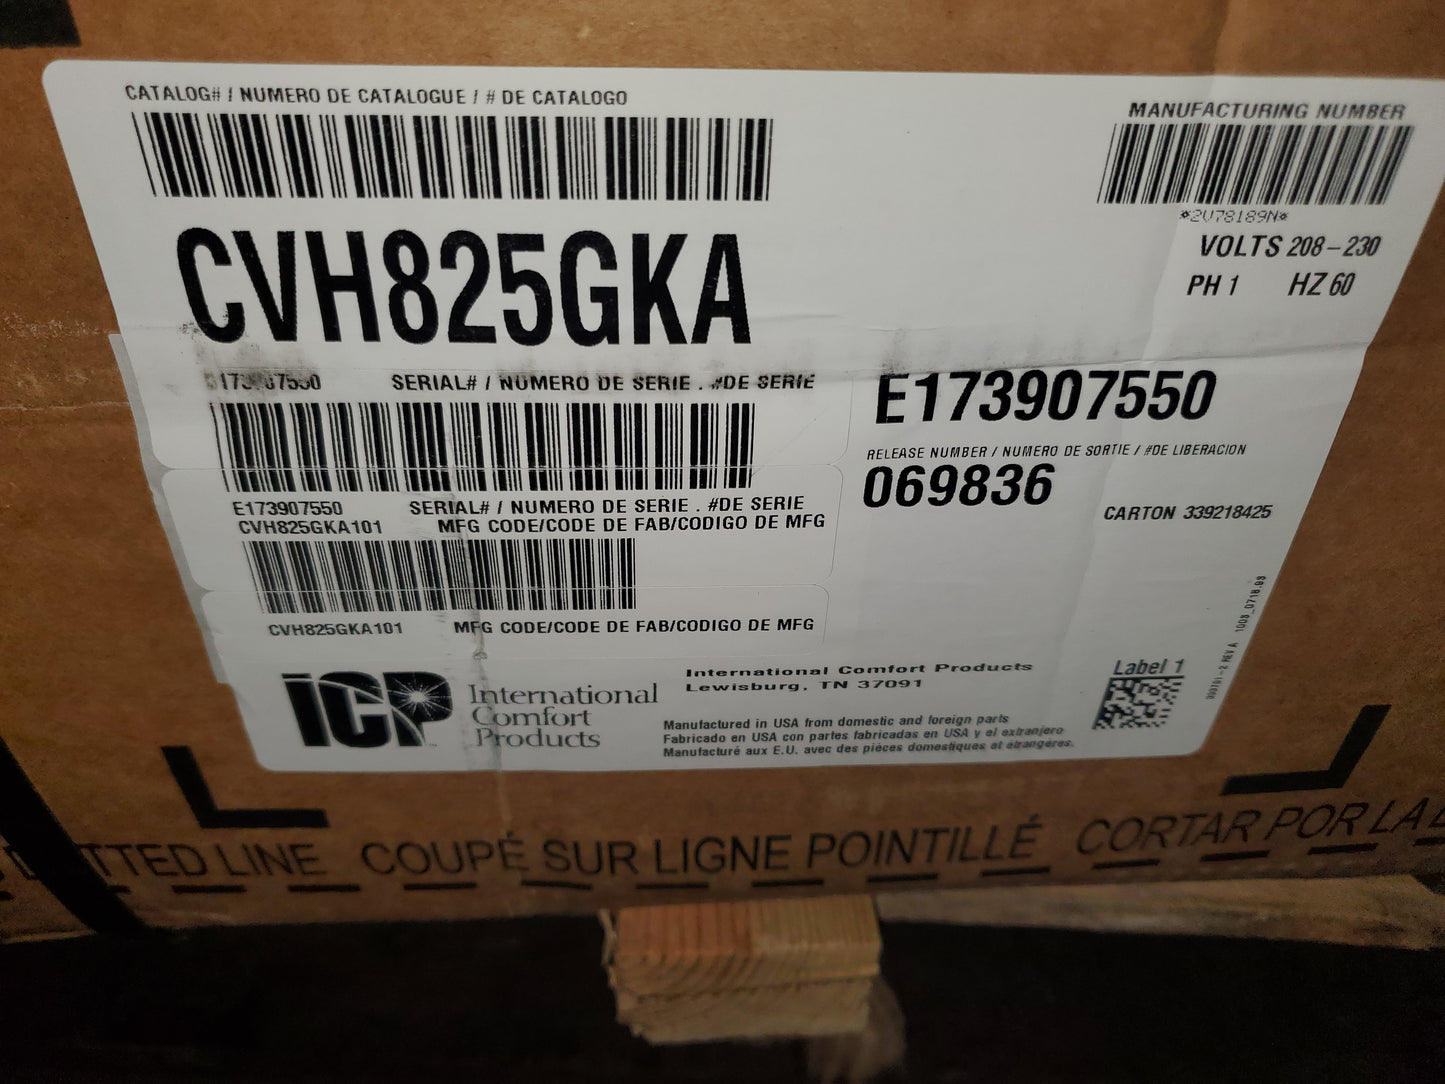 CATALOG# / NUMERO DE CATALOGUE / # DE CATALOGO
CVH825GKA
MANUFACTURING NUMBER
*2V78189N*
VOLTS 208-230
PH 1 HZ 60
SERIAL# / NUMERO DE SERIE . #DE SERIE
E173907550
RELEASE NUMBER / NUMERO DE SORTIE / #DE LIBERACION
069836
CARTON 339218425
E173907550 SERIAL# / NUMERO DE SERIE . #DE SERIE
CVH825GKA101 MFG CODE/CODE DE FAB/CODIGO DE MFG
CVH825GKA101 MFG CODE/CODE DE FAB/CODIGO DE MFG
ICP International
Comfort
Products
International Comfort Products
Lewisburg, TN 37091
Manufactured in USA from domestic and foreign parts
Fabricado en USA con partes fabricadas en USA y el extranjero
Manufacturé aux E.U. avec des pièces domestiques et étrangères.
Label 1
LINE COUPÉ SUR LIGNE POINTILLÉ CORTAR POR LA